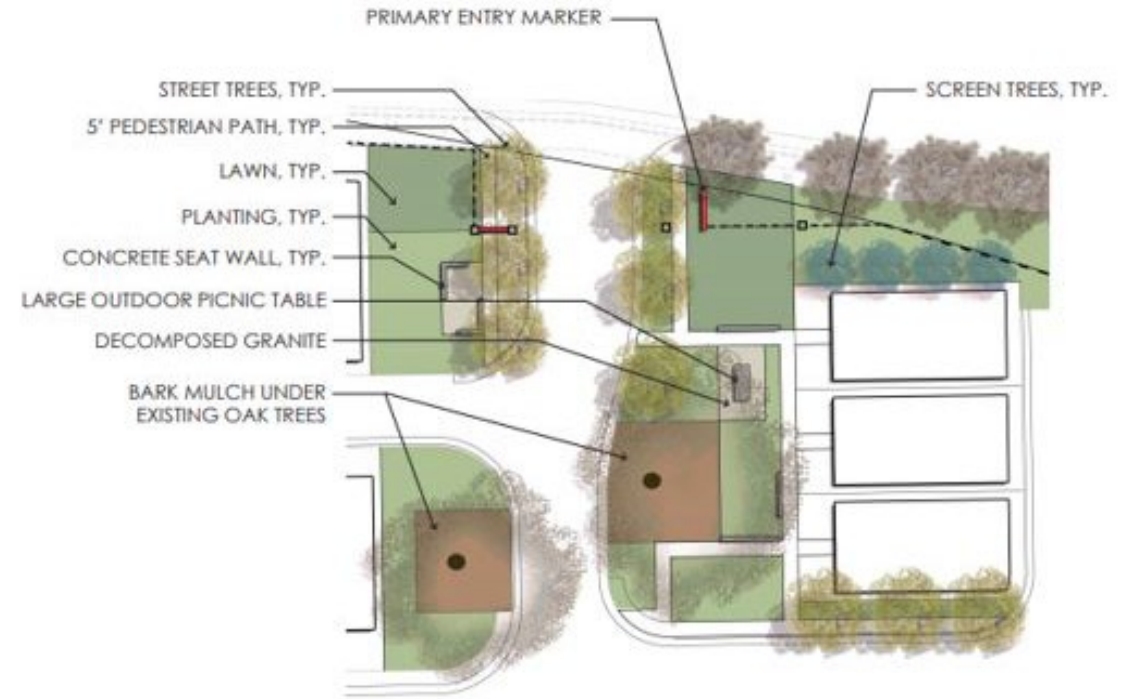 PRIMARY ENTRY MARKER
STREET TREES, TYP.
SCREEN TREES, TYP.
5' PEDESTRIAN PATH, TYP.
LAWN, TYP.
PLANTING, TYP.
CONCRETE SEAT WALL, TYP.
LARGE OUTDOOR PICNIC TABLE
DECOMPOSED GRANITE
BARK MULCH UNDER
EXISTING OAK TREES